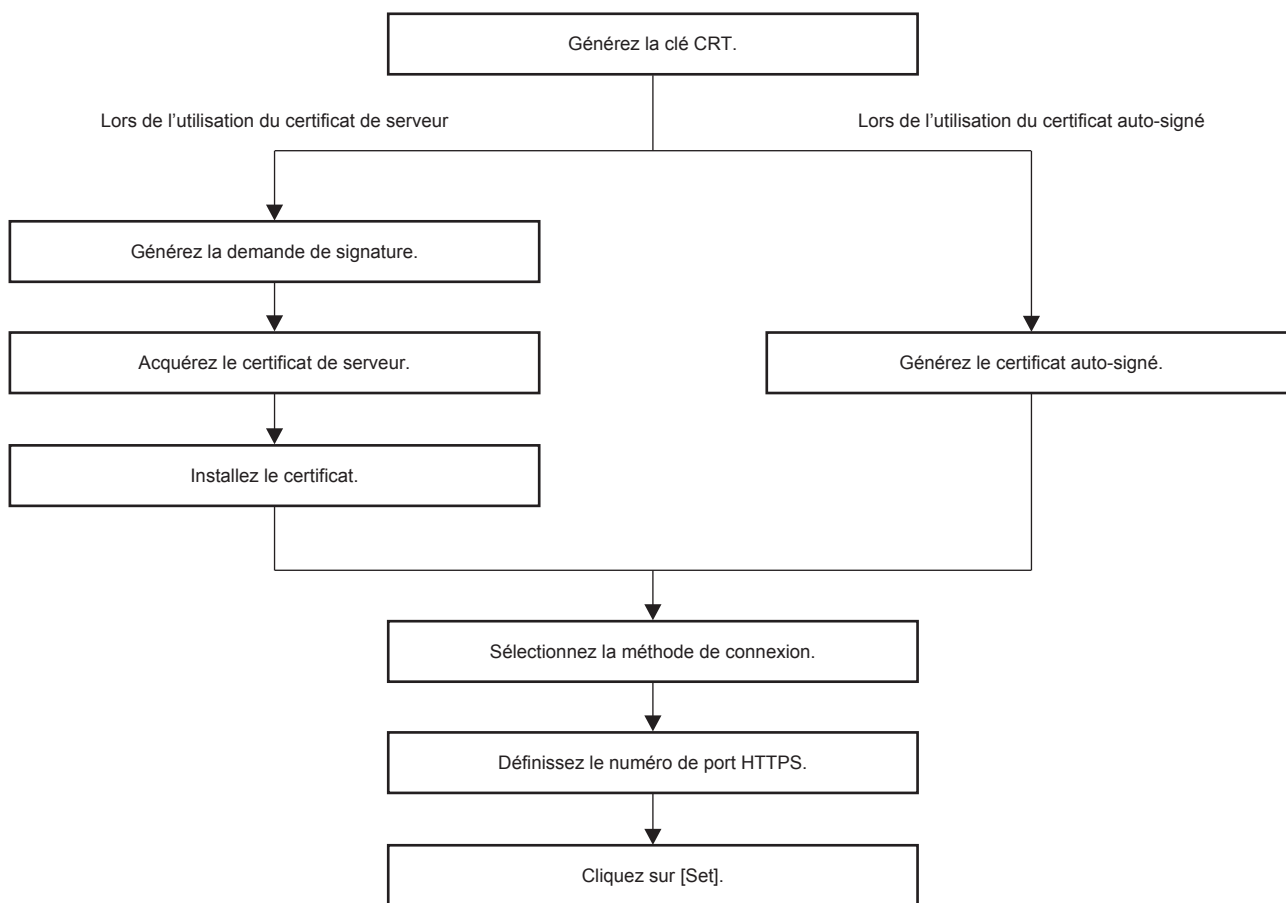 Générez la clé CRT.
Lors de l’utilisation du certificat de serveur
Lors de l’utilisation du certificat auto-signé
Générez la demande de signature.
Acquérez le certificat de serveur.
Générez le certificat auto-signé.
Installez le certificat.
Sélectionnez la méthode de connexion.
Définissez le numéro de port HTTPS.
Cliquez sur [Set].